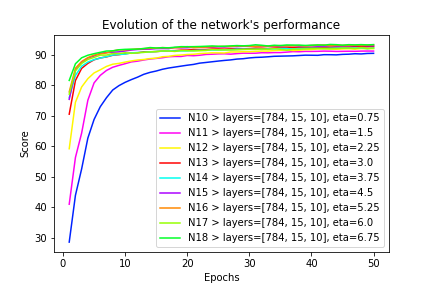 Evolution of the network's performance
Score
90
80
70
60
50
40
30
N10 > layers=[784, 15, 10], eta=0.75
N11 > layers=[784, 15, 10], eta=1.5
N12 > layers=[784, 15, 10], eta=2.25
N13 > layers=[784, 15, 10], eta=3.0
N14 > layers=[784, 15, 10], eta=3.75
N15 > layers=[784, 15, 10], eta=4.5
N16 > layers=[784, 15, 10], eta=5.25
N17 > layers=[784, 15, 10], eta=6.0
N18 > layers=[784, 15, 10], eta=6.75
0 10 20 30 40 50
Epochs